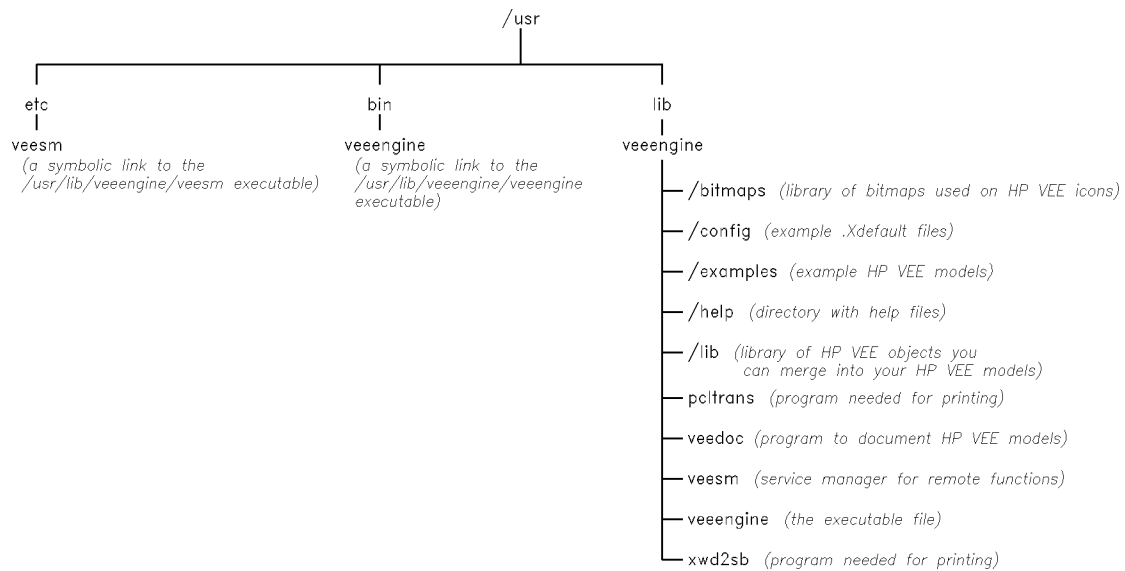 /usr
etc
bin
lib
veesm
(a symbolic link to the
/usr/lib/veeengine/veesm executable)
veeengine
(a symbolic link to the
/usr/lib/veeengine/veeengine
executable)
veeengine
/bitmaps (library of bitmaps used on HP VEE icons)
/config (example .Xdefault files)
/examples (example HP VEE models)
/help (directory with help files)
/lib (library of HP VEE objects you
can merge into your HP VEE models)
pcltrans (program needed for printing)
veedoc (program to document HP VEE models)
veesm (service manager for remote functions)
veeengine (the executable file)
xwd2sb (program needed for printing)